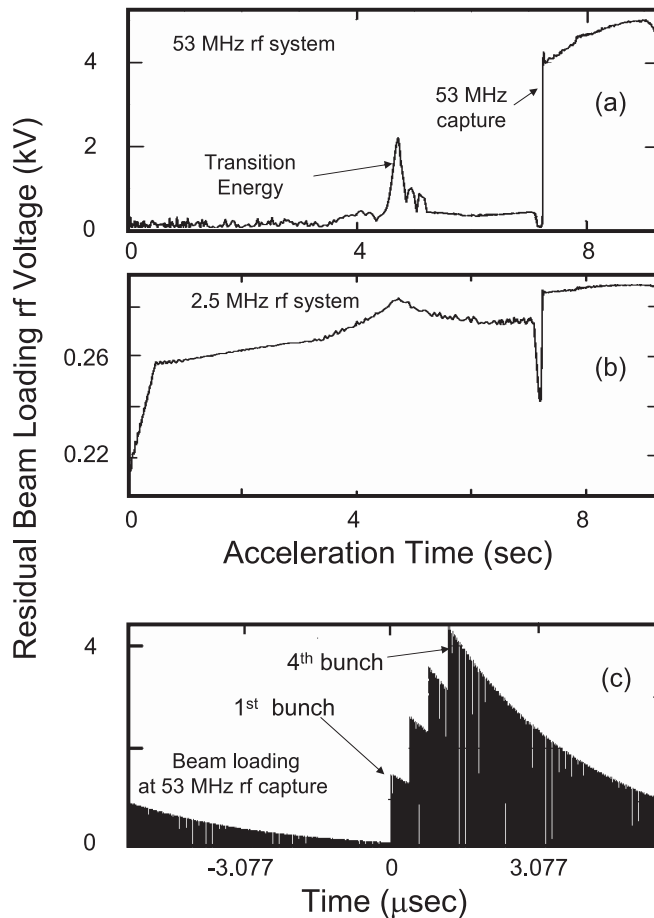 Residual Beam Loading rf Voltage (kV)
53 MHz rf system
4
53 MHz
capture
(a)
Transition
Energy
2
0
0
4
8
2.5 MHz rf system
0.26
(b)
0.22
0
4
8
Acceleration Time (sec)
4
4th bunch
(c)
1st bunch
2
Beam loading
at 53 MHz rf capture
0
-3.077
0
3.077
Time (μsec)